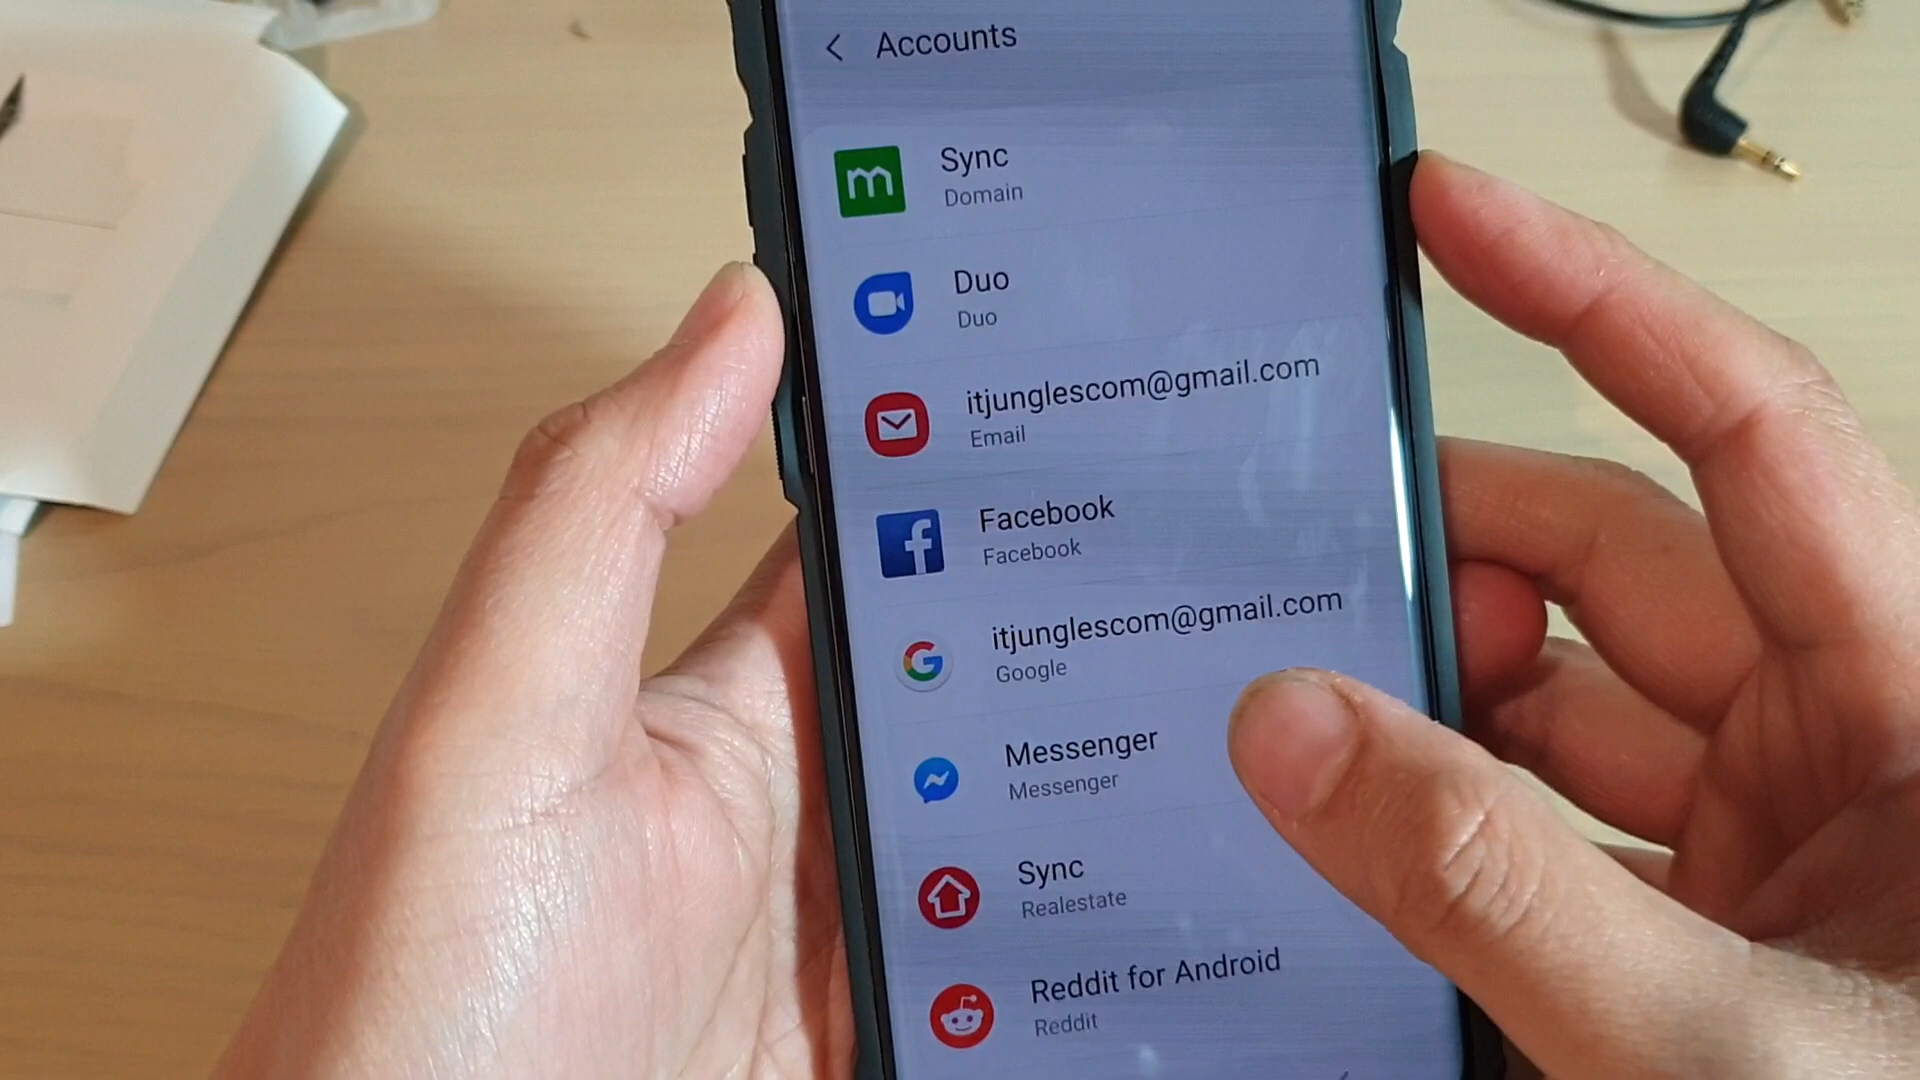 Accounts
Sync
Domain
Duo
Duo
itjunglescom@gmail.com
Email
Facebook
Facebook
itjunglescom@gmail.com
Google
Messenger
Messenger
Sync
Realestate
Reddit for Android
Reddit